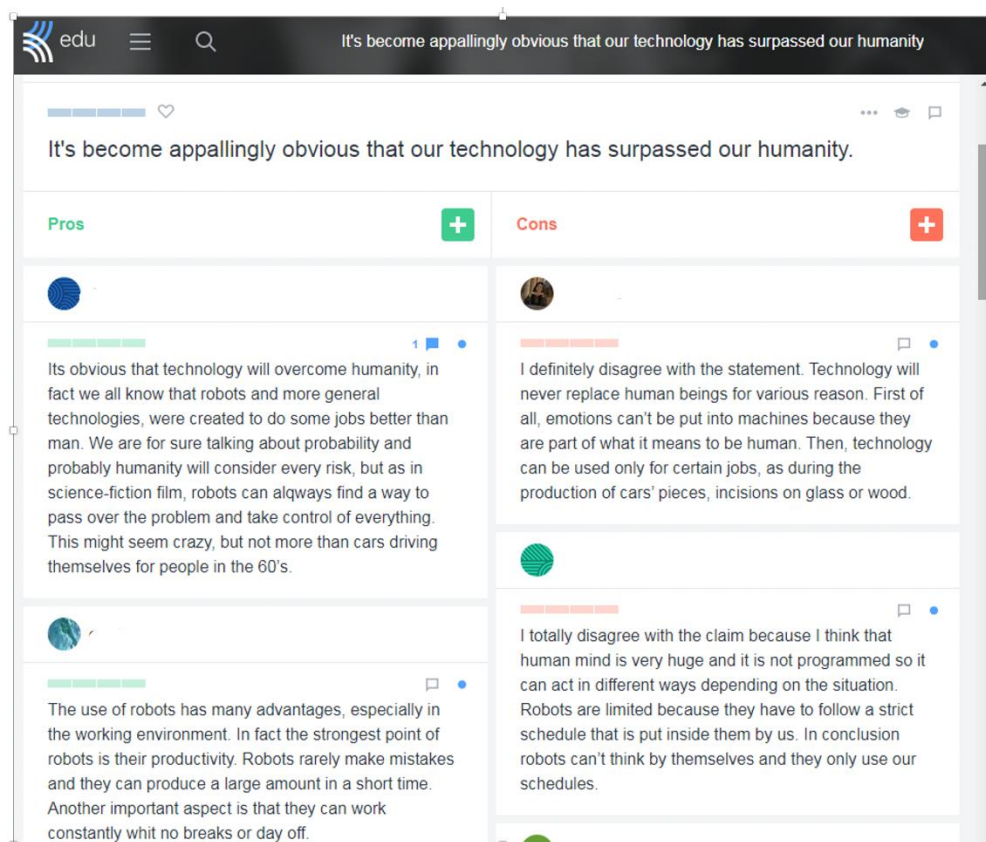 edu
It's become appallingly obvious that our technology has surpassed our humanity
It's become appallingly obvious that our technology has surpassed our humanity.
Pros
Cons
1
Its obvious that technology will overcome humanity, in
fact we all know that robots and more general
technologies, were created to do some jobs better than
man. We are for sure talking about probability and
probably humanity will consider every risk, but as in
science-fiction film, robots can alqways find a way to
pass over the problem and take control of everything.
This might seem crazy, but not more than cars driving
themselves for people in the 60's.
The use of robots has many advantages, especially in
the working environment. In fact the strongest point of
robots is their productivity. Robots rarely make mistakes
and they can produce a large amount in a short time.
Another important aspect is that they can work
constantly whit no breaks or day off.
I definitely disagree with the statement. Technology will
never replace human beings for various reason. First of
all, emotions can't be put into machines because they
are part of what it means to be human. Then, technology
can be used only for certain jobs, as during the
production of cars' pieces, incisions on glass or wood.
I totally disagree with the claim because I think that
human mind is very huge and it is not programmed so it
can act in different ways depending on the situation.
Robots are limited because they have to follow a strict
schedule that is put inside them by us. In conclusion
robots can't think by themselves and they only use our
schedules.